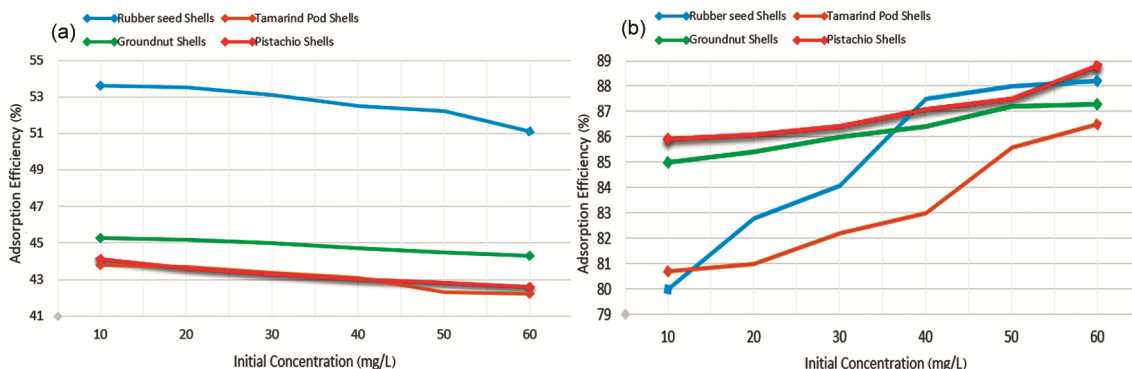 (a)
Rubber seed Shells
Tamarind Pod Shells
Groundnut Shells
Pistachio Shells
55
53
51
49
47
45
43
41
Adsorption Efficiency (%)
10 20 30 40 50 60
Initial Concentration (mg/L)
(b)
Rubber seed Shells
Tamarind Pod Shells
Groundnut Shells
Pistachio Shells
89
88
87
86
85
84
83
82
81
80
79
Adsorption Efficiency (%)
10 20 30 40 50 60
Initial Concentration (mg/L)